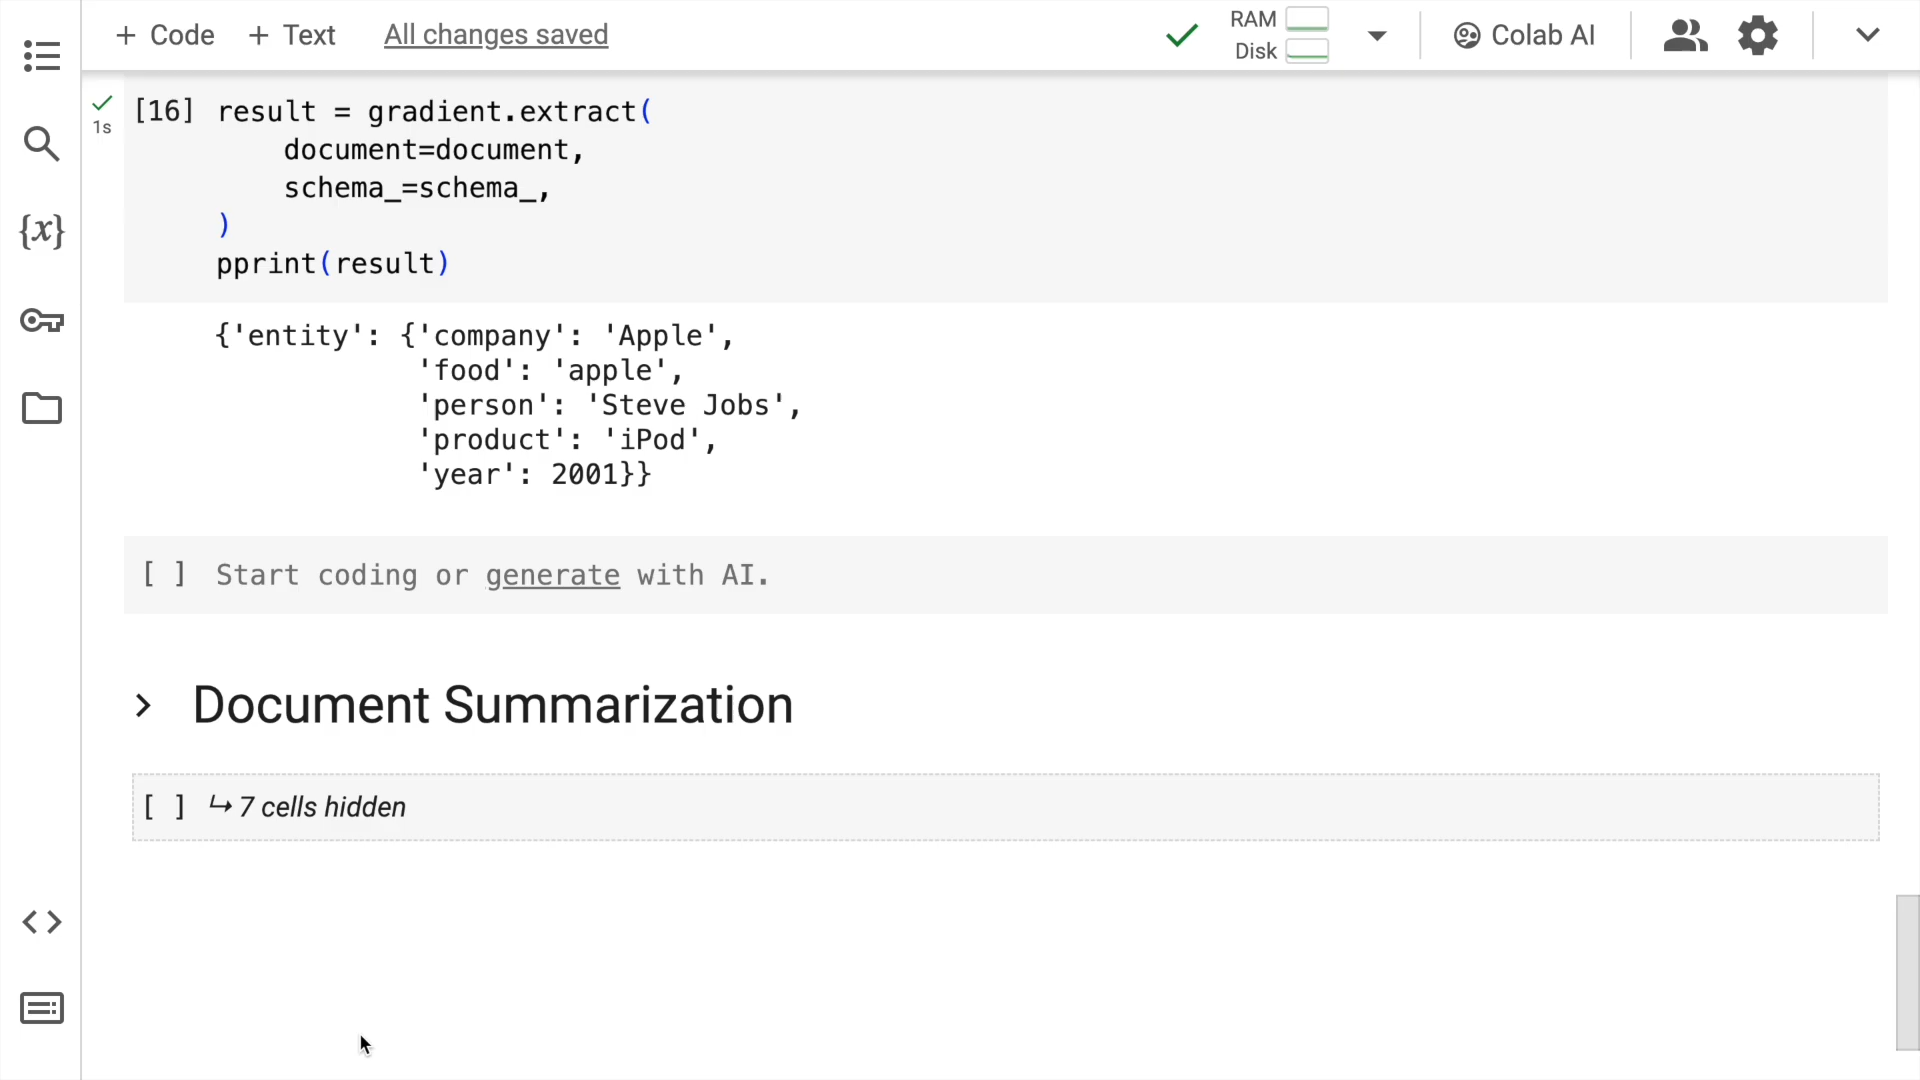 + Code + Text All changes saved RAM Disk Colab AI
{x}
1s
[16] result = gradient.extract(
document=document,
schema_=schema_,
)
pprint(result)
{'entity': {'company': 'Apple',
'food': 'apple',
'person': 'Steve Jobs',
'product': 'iPod',
'year': 2001}}
[ ] Start coding or generate with AI.
Document Summarization
[ ] ↪ 7 cells hidden